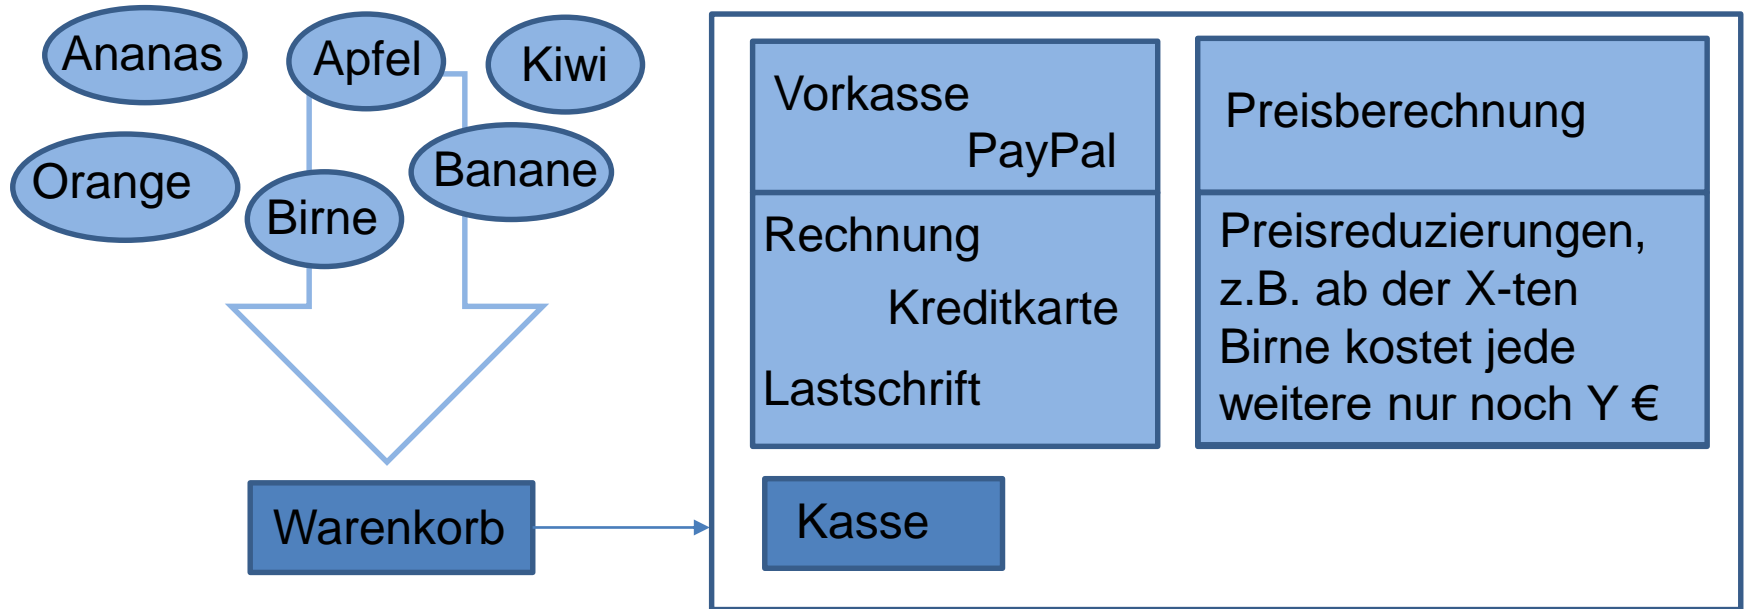 Ananas
Apfel
Kiwi
Orange
Birne
Banane
Warenkorb
Vorkasse
PayPal
Rechnung
Kreditkarte
Lastschrift
Preisberechnung
Preisreduzierungen,
z.B. ab der X-ten
Birne kostet jede
weitere nur noch Y €
Kasse